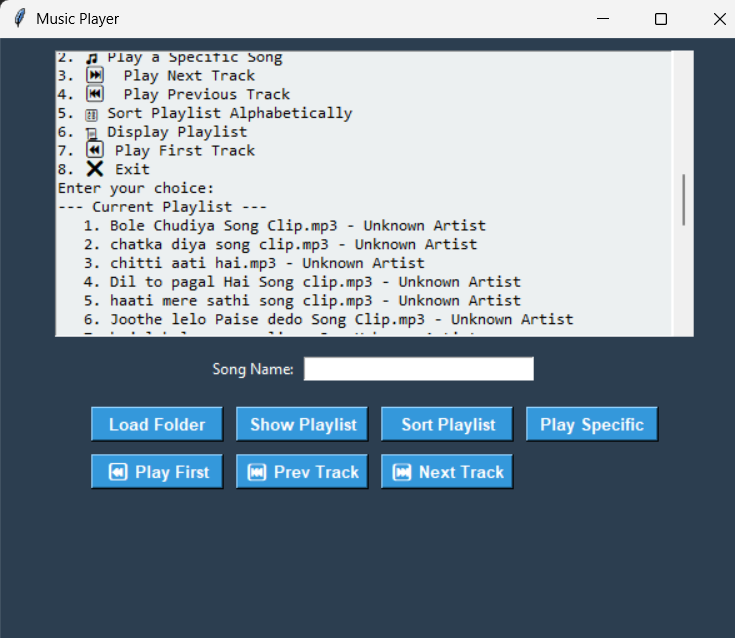 Music Player
2. 🎵 Play a Specific Song
3. ⏭ Play Next Track
4. ⏮ Play Previous Track
5. 🔠 Sort Playlist Alphabetically
6. 📜 Display Playlist
7. ⏪ Play First Track
8. ❌ Exit
Enter your choice:
--- Current Playlist ---
1. Bole Chudiya Song Clip.mp3 - Unknown Artist
2. chatka diya song clip.mp3 - Unknown Artist
3. chitti aati hai.mp3 - Unknown Artist
4. Dil to pagal Hai Song clip.mp3 - Unknown Artist
5. haati mere sathi song clip.mp3 - Unknown Artist
6. Joothe lelo Paise dedo Song Clip.mp3 - Unknown Artist
Song Name:
Load Folder Show Playlist Sort Playlist Play Specific
⏪ Play First ⏮ Prev Track ⏭ Next Track